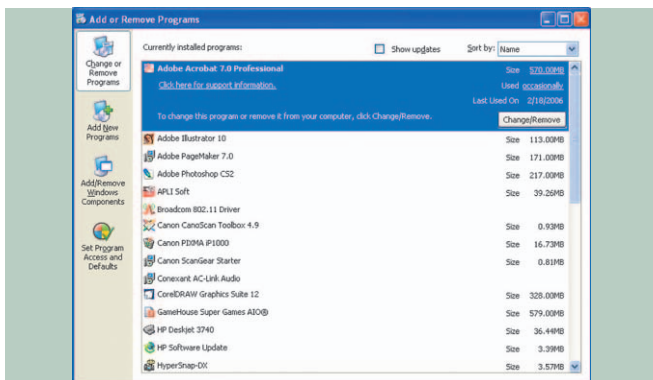 Add or Remove Programs
Change or
Remove
Programs
Add New
Programs
Add/Remove
Windows
Components
Set Program
Access and
Defaults
Currently installed programs:
Show updates
Sort by: Name
Adobe Acrobat 7.0 Professional Size 570.00MB
Click here for support information. Used occasionally
Last Used On 2/18/2006
To change this program or remove it from your computer, click Change/Remove. Change/Remove
Adobe Illustrator 10 Size 113.00MB
Adobe PageMaker 7.0 Size 171.00MB
Adobe Photoshop CS2 Size 217.00MB
APLI Soft Size 39.26MB
Broadcom 802.11 Driver
Canon CanoScan Toolbox 4.9 Size 0.93MB
Canon PIXMA iP1000 Size 16.73MB
Canon ScanGear Starter Size 0.81MB
Conexant AC-Link Audio
CorelDRAW Graphics Suite 12 Size 328.00MB
GameHouse Super Games AIO® Size 579.00MB
HP Deskjet 3740 Size 36.44MB
HP Software Update Size 3.39MB
HyperSnap-DX Size 3.57MB